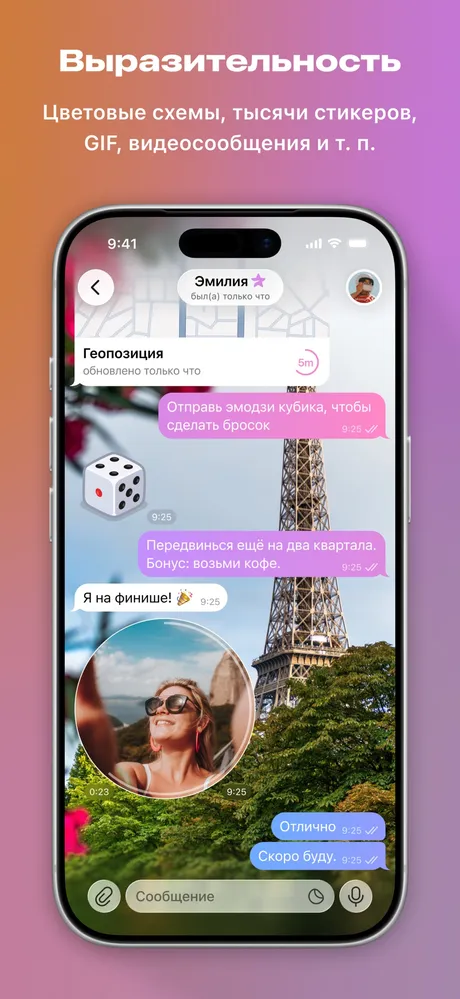 Выразительность
Цветовые схемы, тысячи стикеров,
GIF, видеосообщения и т. п.
9:41
Эмилия
был(а) только что
Геопозиция
обновлено только что
5m
Отправь эмодзи кубика, чтобы
сделать бросок
9:25
9:25
Передвинься ещё на два квартала.
Бонус: возьми кофе.
9:25
Я на финише! 🎉
9:25
0:23
9:25
Отлично
9:25
Скоро буду.
9:25
Сообщение